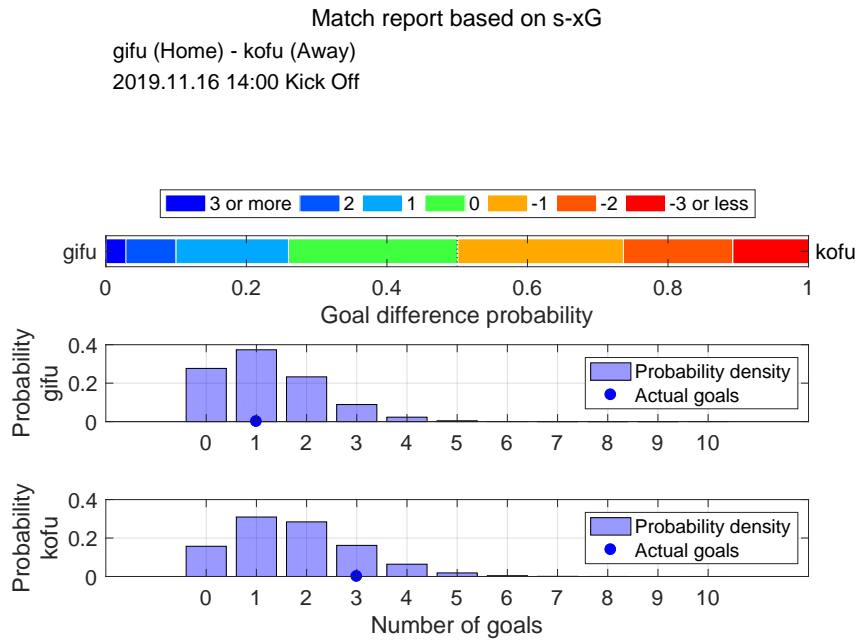 Match report based on s-xG
gifu (Home) - kofu (Away)
2019.11.16 14:00 Kick Off
3 or more 2 1 0 -1 -2 -3 or less
gifu kofu
0 0.2 0.4 0.6 0.8 1
Goal difference probability
Probability
gifu
0.4
0.2
0
Probability density
Actual goals
0 1 2 3 4 5 6 7 8 9 10
Probability
kofu
0.4
0.2
0
Probability density
Actual goals
0 1 2 3 4 5 6 7 8 9 10
Number of goals